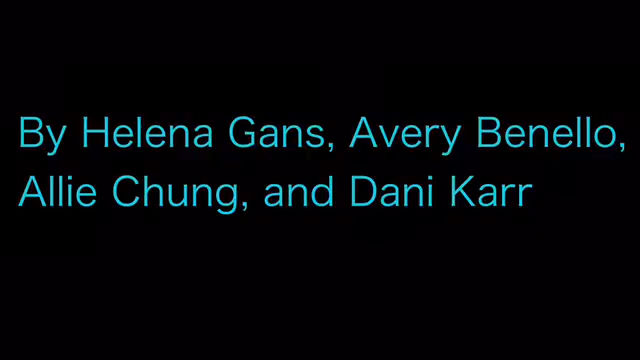 By Helena Gans, Avery Benello,
Allie Chung, and Dani Karr